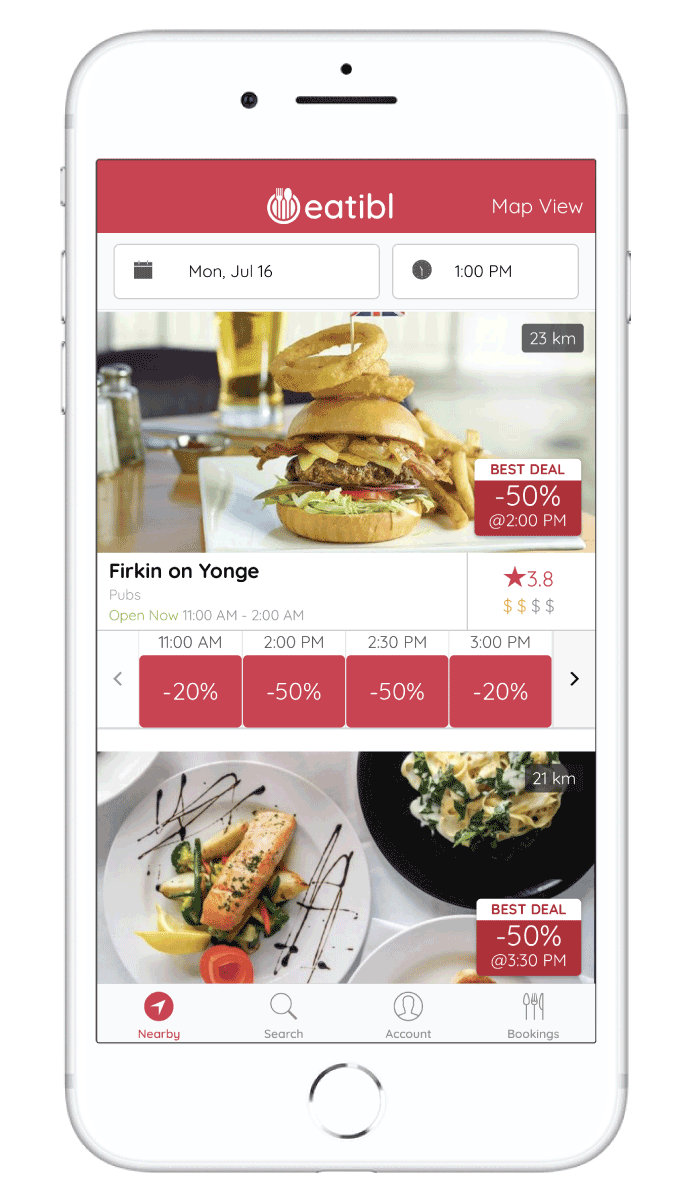 eatibl
Map View
Mon, Jul 16
1:00 PM
23 km
BEST DEAL
-50%
@2:00 PM
Firkin on Yonge
Pubs
Open Now 11:00 AM - 2:00 AM
3.8
$ $ $ $
11:00 AM 2:00 PM 2:30 PM 3:00 PM
-20% -50% -50% -20%
21 km
BEST DEAL
-50%
@3:30 PM
Nearby Search Account Bookings